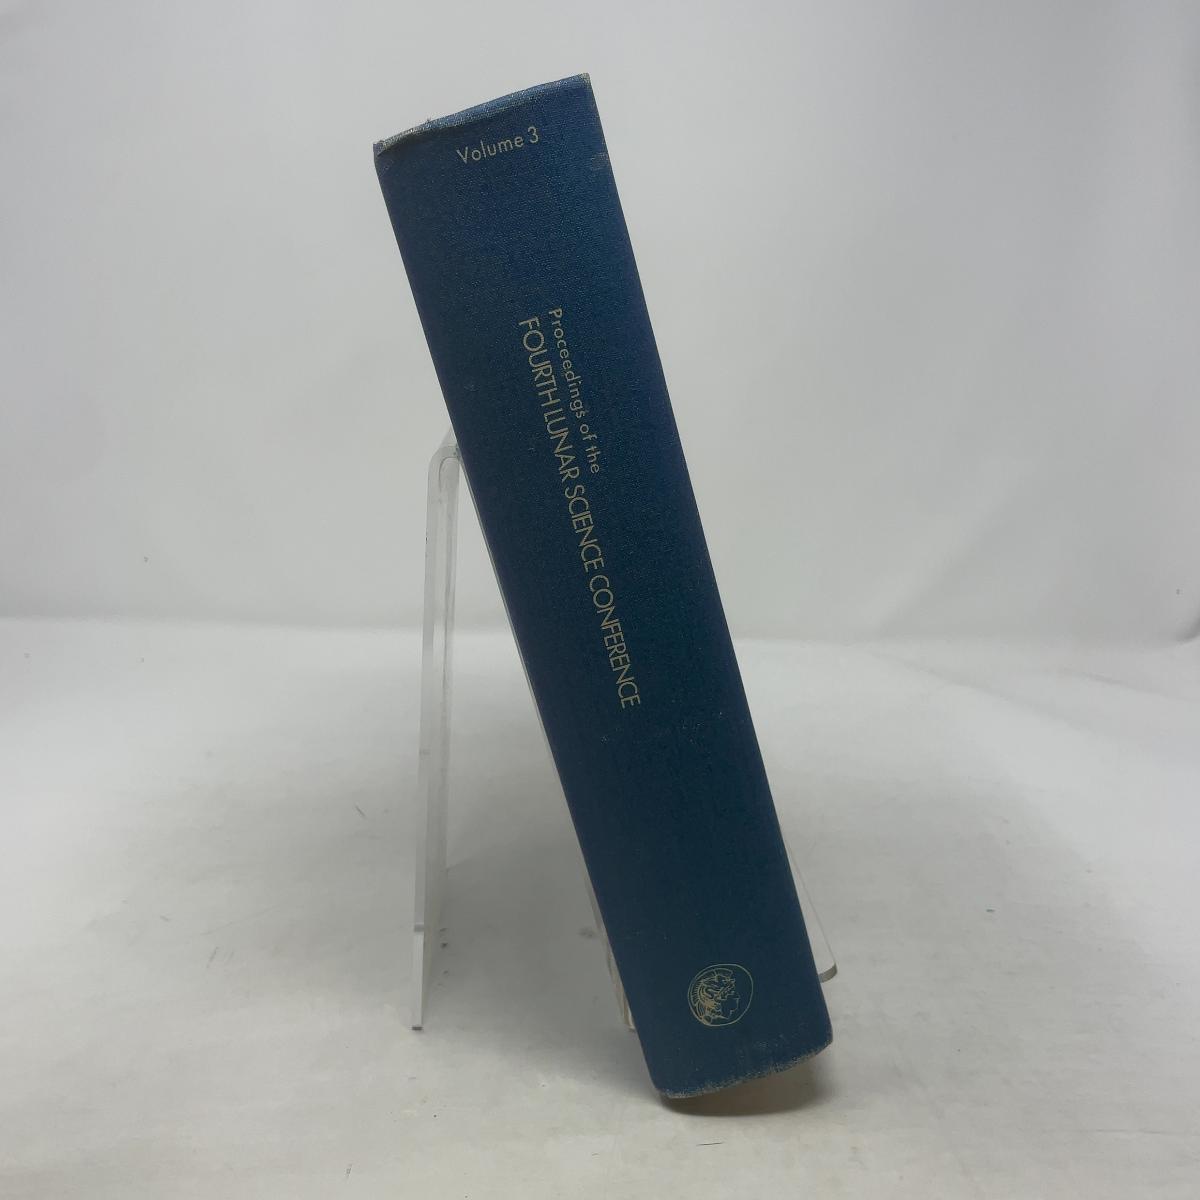 Volume 3
Proceedings of the
FOURTH LUNAR SCIENCE CONFERENCE